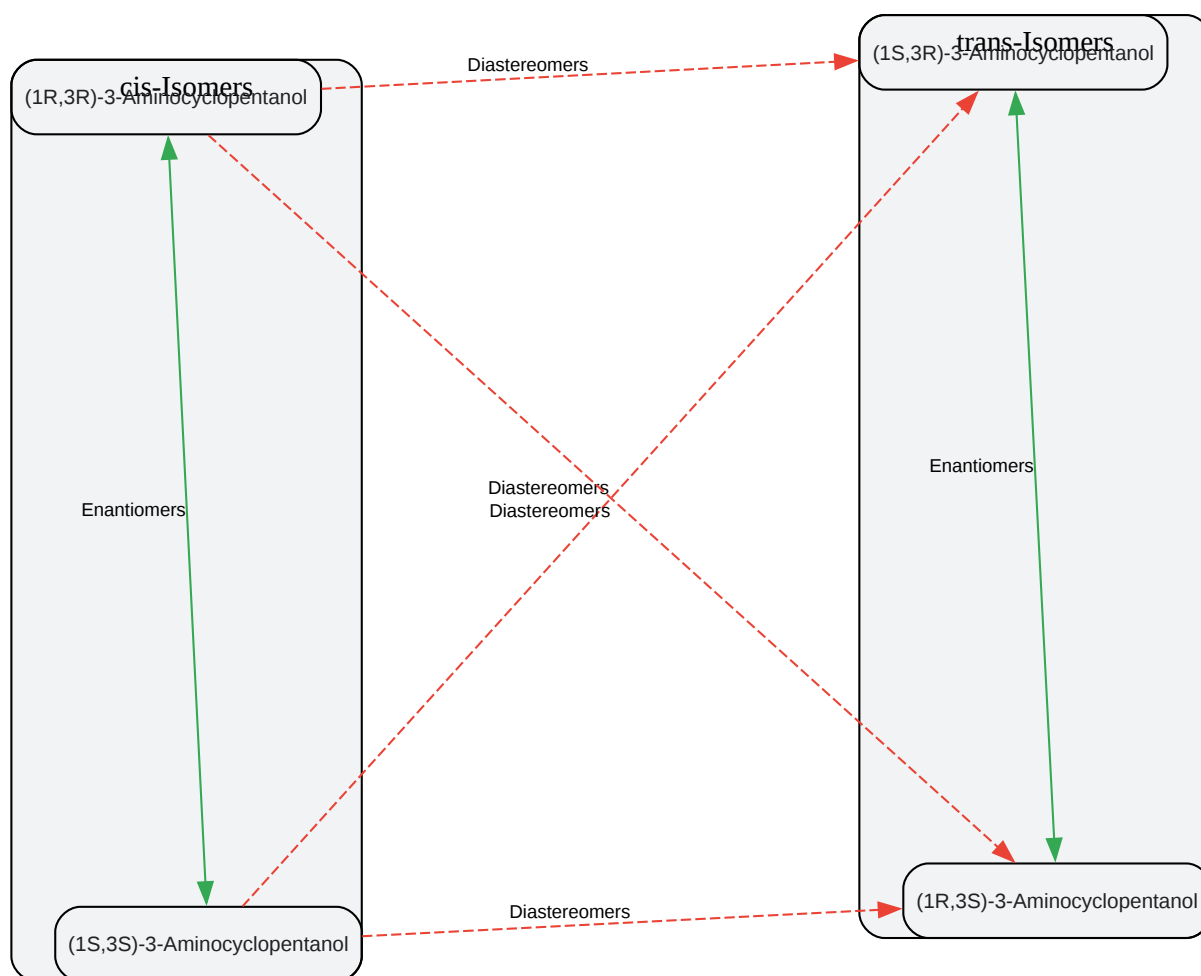 trans-Isomers
(1S,3R)-3-Aminocyclopentanol
Diastereomers
cis-Isomers
(1R,3R)-3-Aminocyclopentanol
Enantiomers
Diastereomers
Diastereomers
Enantiomers
(1R,3S)-3-Aminocyclopentanol
Diastereomers
(1S,3S)-3-Aminocyclopentanol